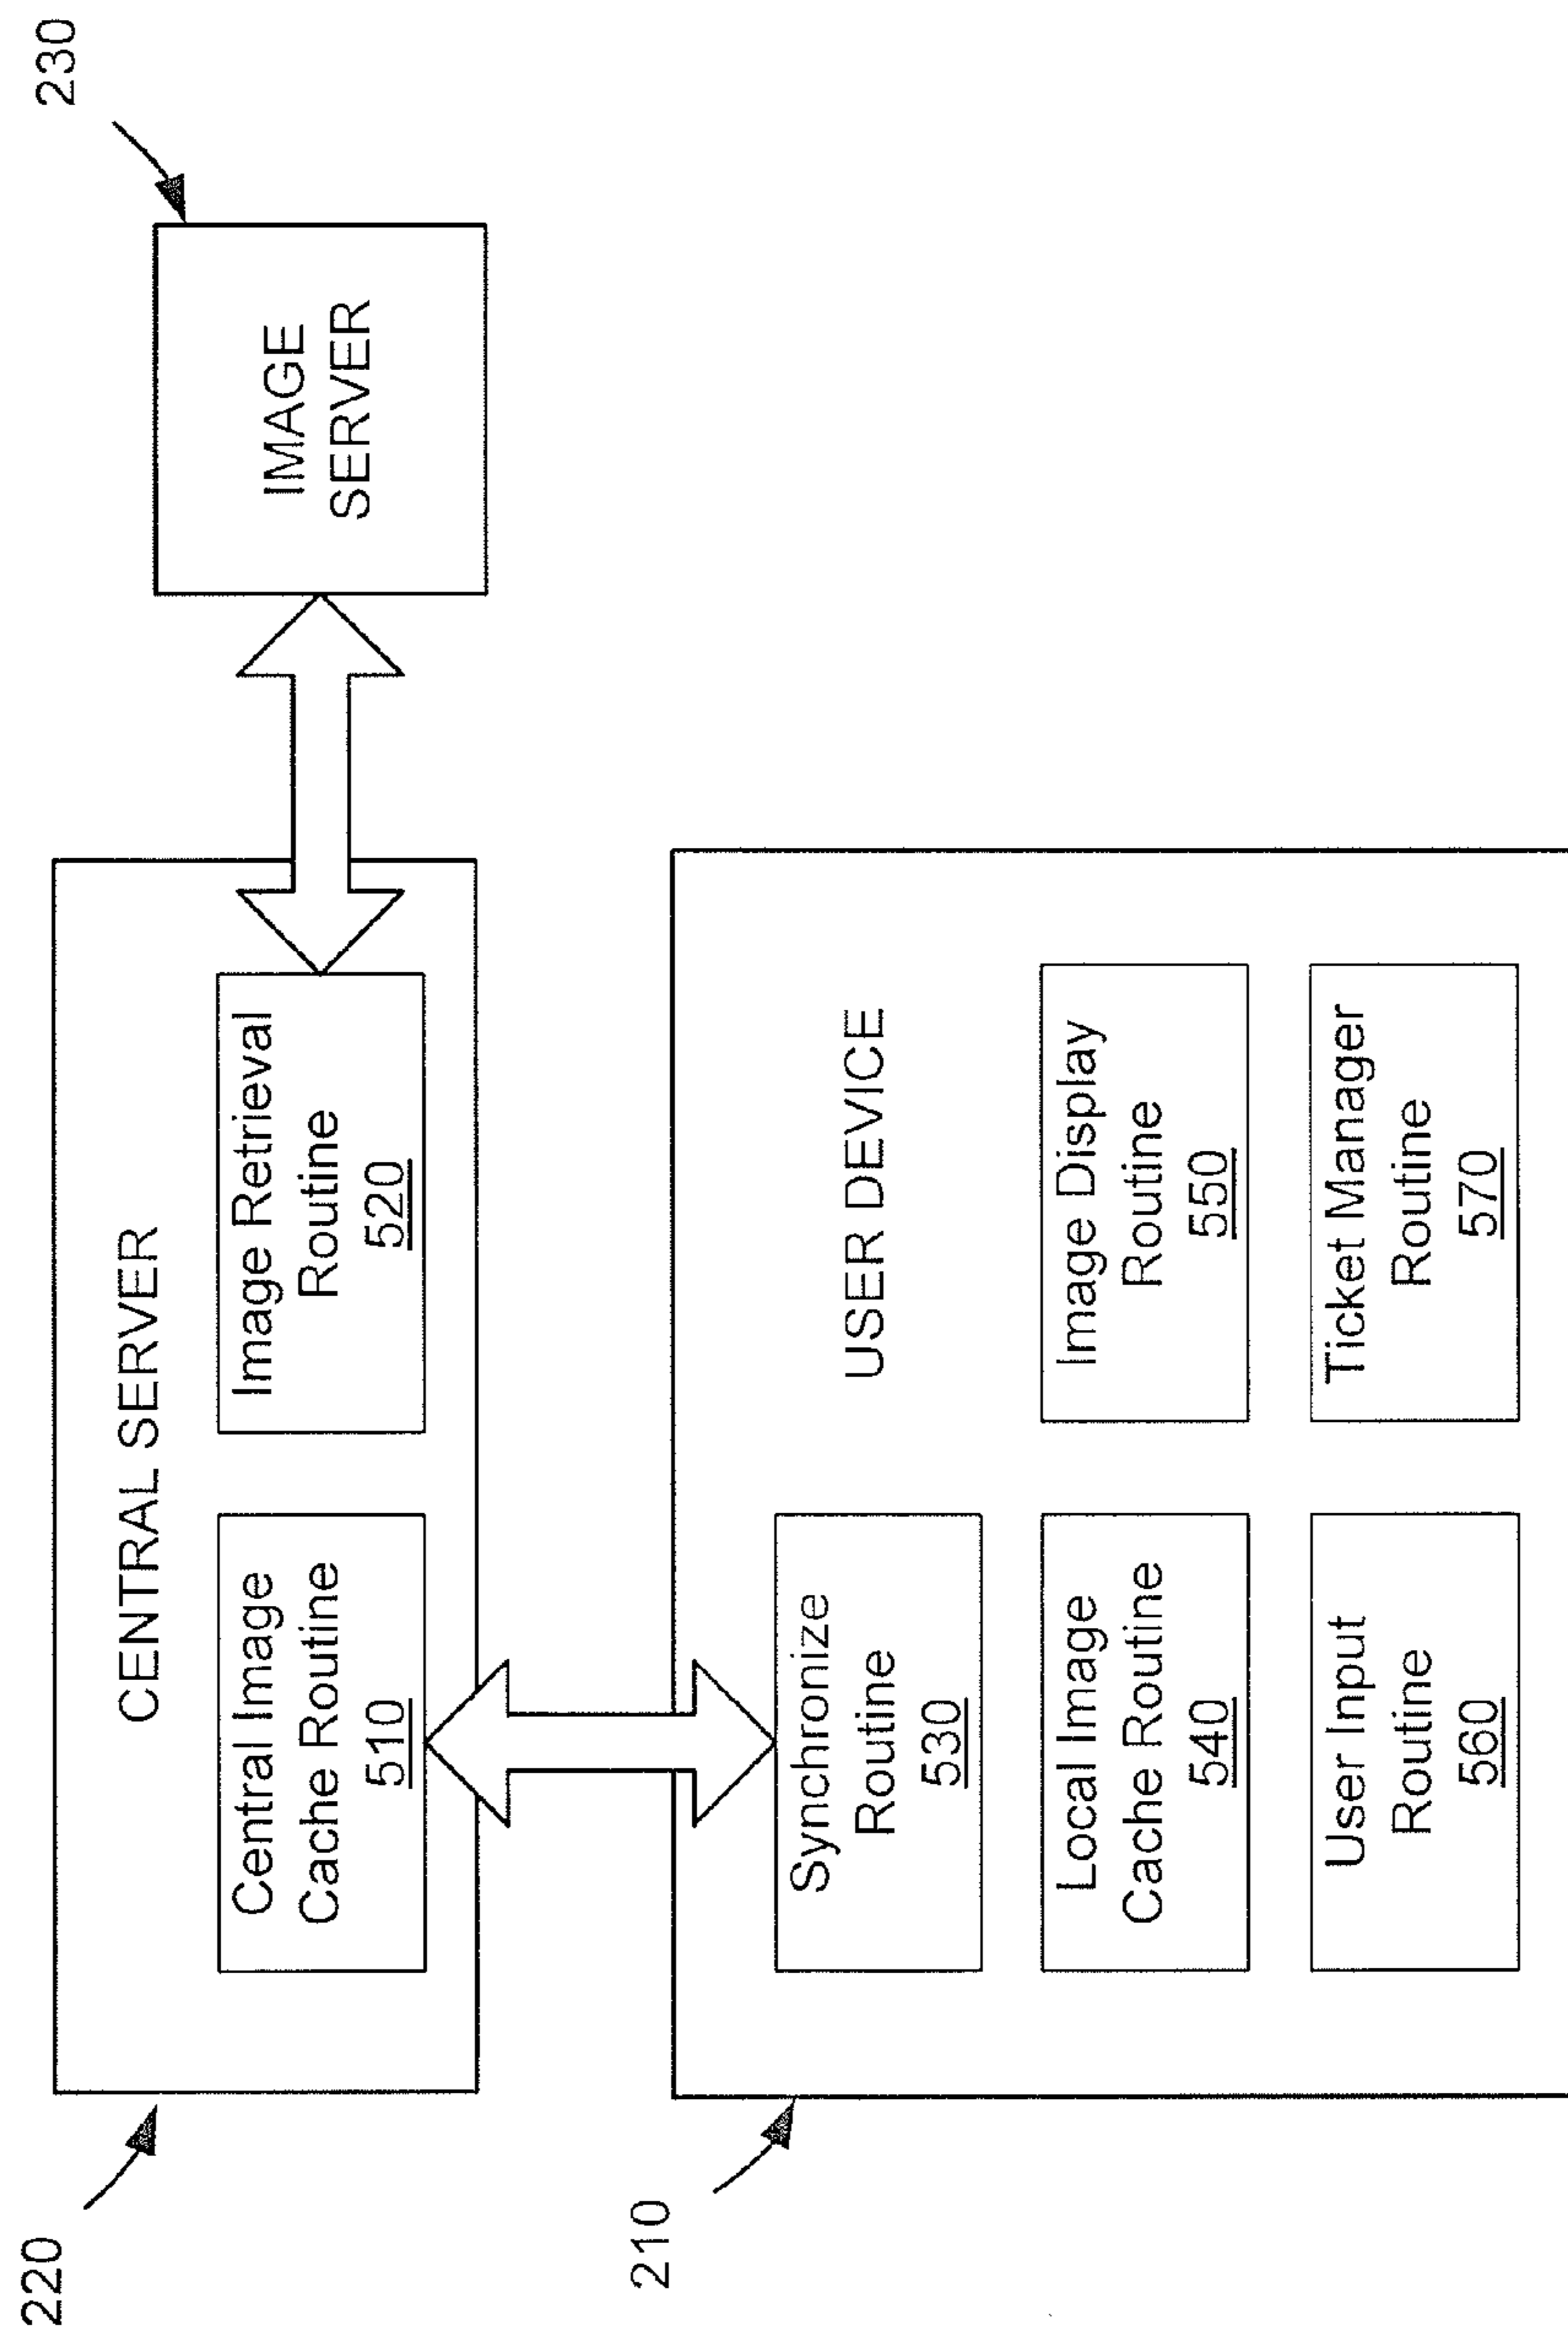 220
CENTRAL SERVER
Central Image
Cache Routine
510
Image Retrieval
Routine
520
230
IMAGE
SERVER
210
USER DEVICE
Synchronize
Routine
530
Local Image
Cache Routine
540
Image Display
Routine
550
User Input
Routine
560
Ticket Manager
Routine
570